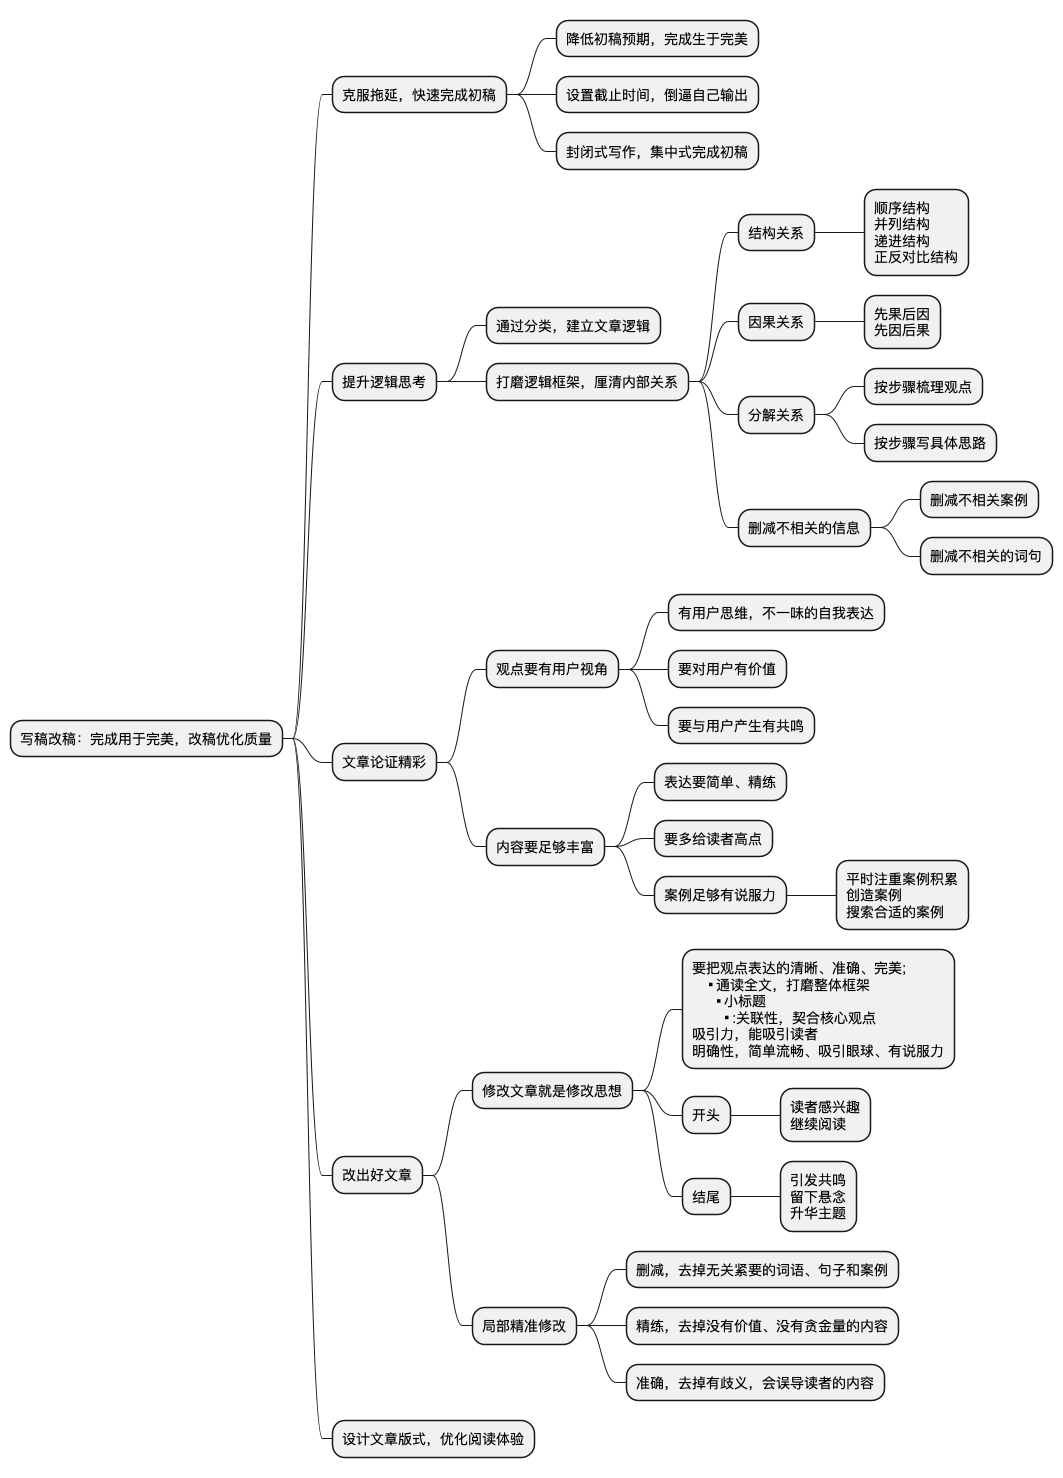 写稿改稿：完成用于完美，改稿优化质量
克服拖延，快速完成初稿
降低初稿预期，完成生于完美
设置截止时间，倒逼自己输出
封闭式写作，集中式完成初稿
提升逻辑思考
通过分类，建立文章逻辑
打磨逻辑框架，厘清内部关系
结构关系
顺序结构
并列结构
递进结构
正反对比结构
因果关系
先果后因
先因后果
分解关系
按步骤梳理观点
按步骤写具体思路
删减不相关的信息
删减不相关案例
删减不相关的词句
文章论证精彩
观点要有用户视角
有用户思维，不一味的自我表达
要对用户有价值
要与用户产生有共鸣
内容要足够丰富
表达要简单、精练
要多给读者高点
案例足够有说服力
平时注重案例积累
创造案例
搜索合适的案例
改出好文章
修改文章就是修改思想
要把观点表达的清晰、准确、完美；
▪通读全文，打磨整体框架
▪小标题
▪:关联性，契合核心观点
吸引力，能吸引读者
明确性，简单流畅、吸引眼球、有说服力
开头
读者感兴趣
继续阅读
结尾
引发共鸣
留下悬念
升华主题
局部精准修改
删减，去掉无关紧要的词语、句子和案例
精练，去掉没有价值、没有贪金量的内容
准确，去掉有歧义，会误导读者的内容
设计文章版式，优化阅读体验